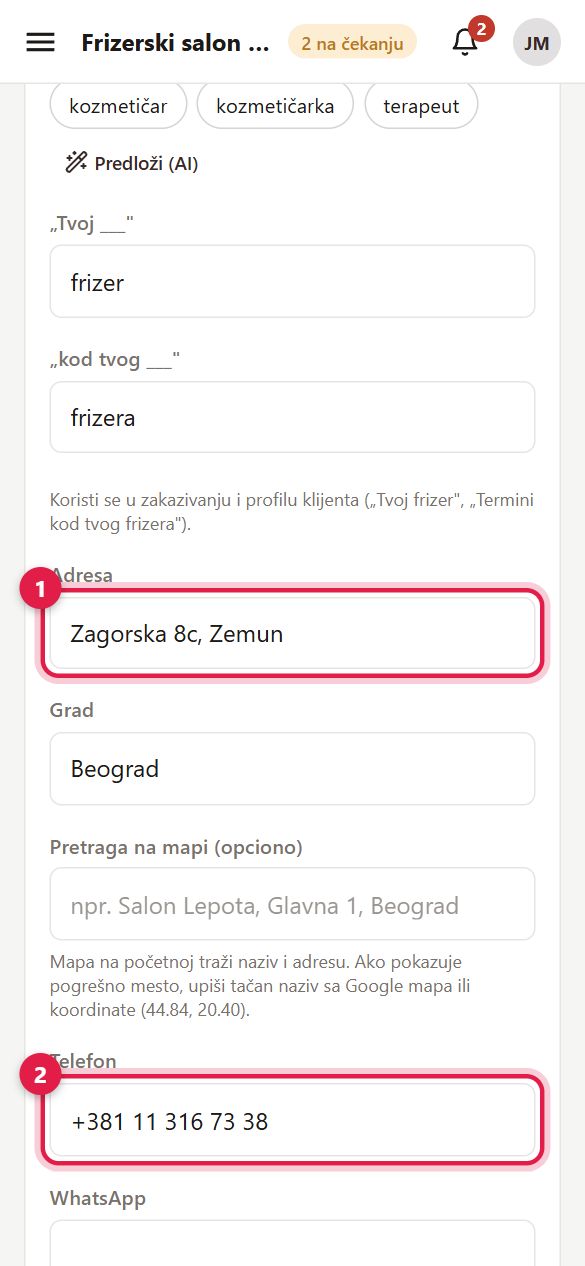 Frizerski salon ...
2 na čekanju
2
JM
kozmetičar
kozmetičarka
terapeut
Predloži (AI)
„Tvoj ___"
frizer
„kod tvog ___"
frizera
Koristi se u zakazivanju i profilu klijenta („Tvoj frizer", „Termini
kod tvog frizera").
Adresa
1
Zagorska 8c, Zemun
Grad
Beograd
Pretraga na mapi (opciono)
npr. Salon Lepota, Glavna 1, Beograd
Mapa na početnoj traži naziv i adresu. Ako pokazuje
pogrešno mesto, upiši tačan naziv sa Google mapa ili
koordinate (44.84, 20.40).
Telefon
2
+381 11 316 73 38
WhatsApp